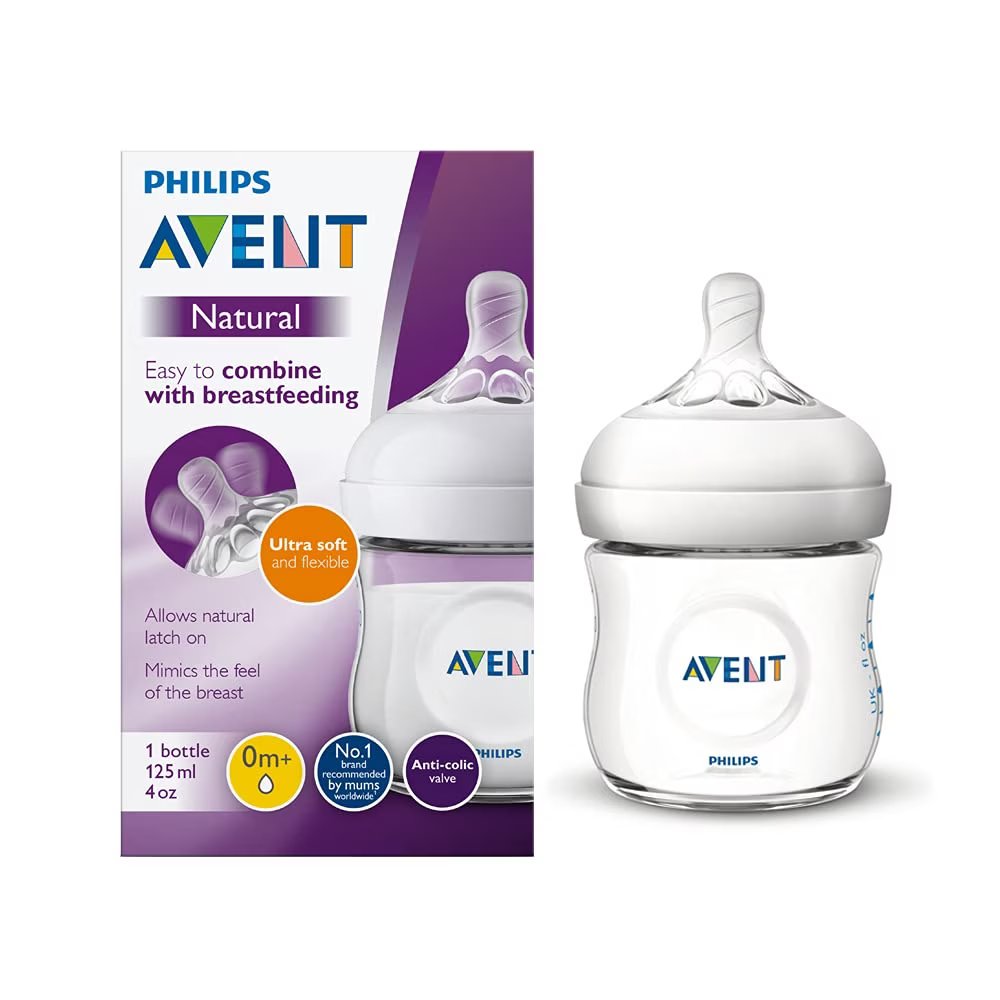 PHILIPS
AVENT
Natural
Easy to combine
with breastfeeding
Ultra soft
and flexible
Allows natural
latch on
Mimics the feel
of the breast
1 bottle
125 ml
4 oz
0m+
No.1
brand
recommended
by mums
worldwide¹
Anti-colic
valve
AVENT
PHILIPS
AVENT
PHILIPS
UK fl oz